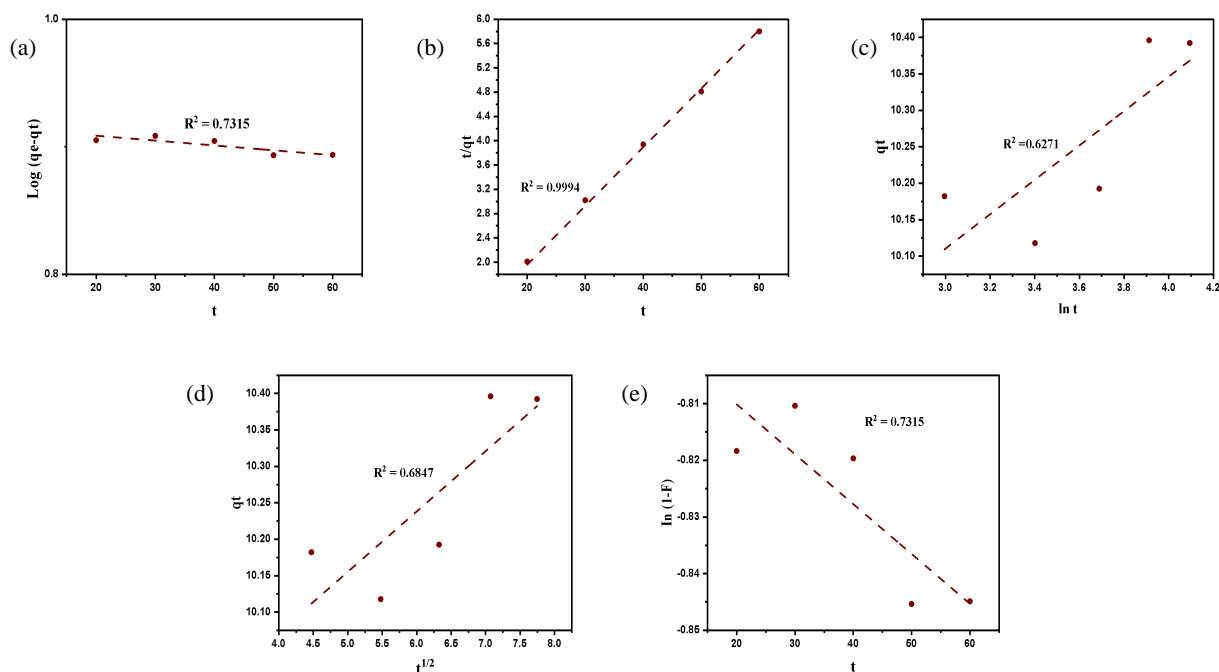 (a)
1.0
0.8
Log (qe-qt)
R² = 0.7315
20 30 40 50 60
t
(b)
6.0
5.6
5.2
4.8
4.4
4.0
3.6
3.2
2.8
2.4
2.0
t/qt
R² = 0.9994
20 30 40 50 60
t
(c)
10.40
10.35
10.30
10.25
10.20
10.15
10.10
qt
R² =0.6271
3.0 3.2 3.4 3.6 3.8 4.0 4.2
ln t
(d)
10.40
10.35
10.30
10.25
10.20
10.15
10.10
qt
R² = 0.6847
4.0 4.5 5.0 5.5 6.0 6.5 7.0 7.5 8.0
t^1/2
(e)
-0.81
-0.82
-0.83
-0.84
-0.85
ln (1-F)
R² = 0.7315
20 30 40 50 60
t